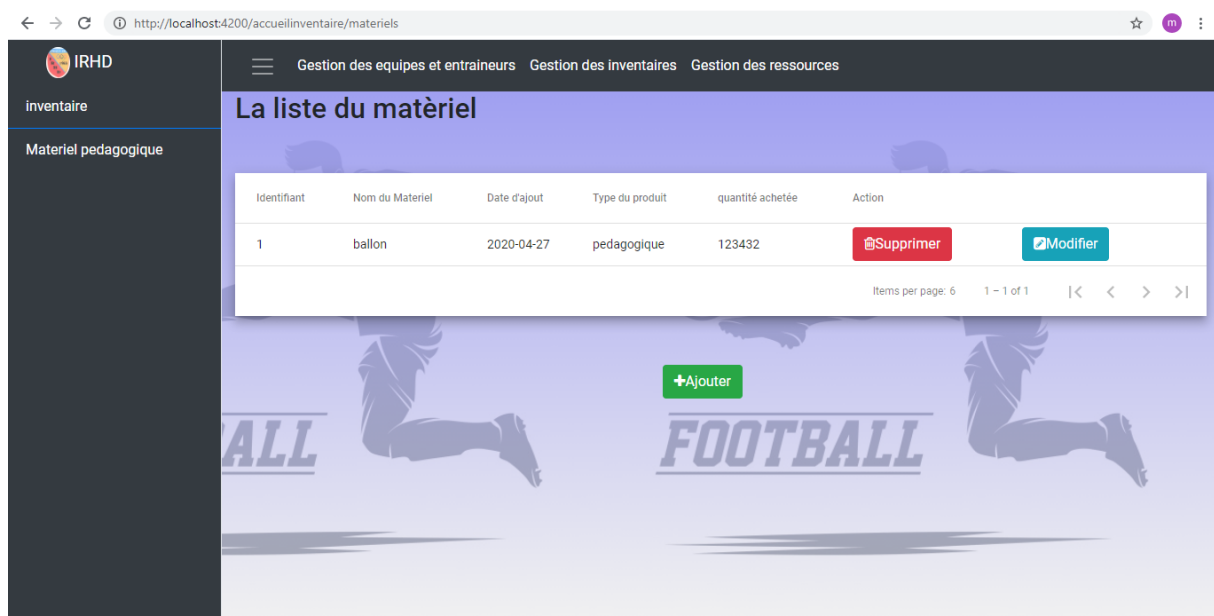 http://localhost:4200/accueilinventaire/materiels
m
IRHD
Gestion des equipes et entraineurs Gestion des inventaires Gestion des ressources
inventaire
Materiel pedagogique
La liste du matèriel
Identifiant Nom du Materiel Date d'ajout Type du produit quantité achetée Action
1 ballon 2020-04-27 pedagogique 123432 Supprimer Modifier
Items per page: 6 1 – 1 of 1
Ajouter
ALL FOOTBALL